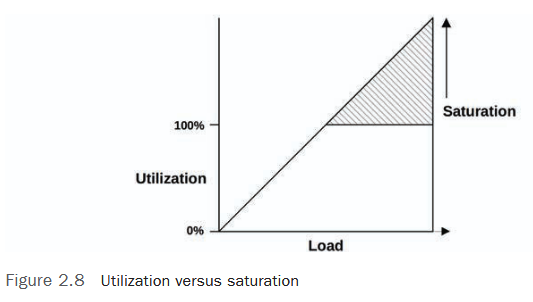 100%
Saturation
Utilization
0%
Load
Figure 2.8 Utilization versus saturation